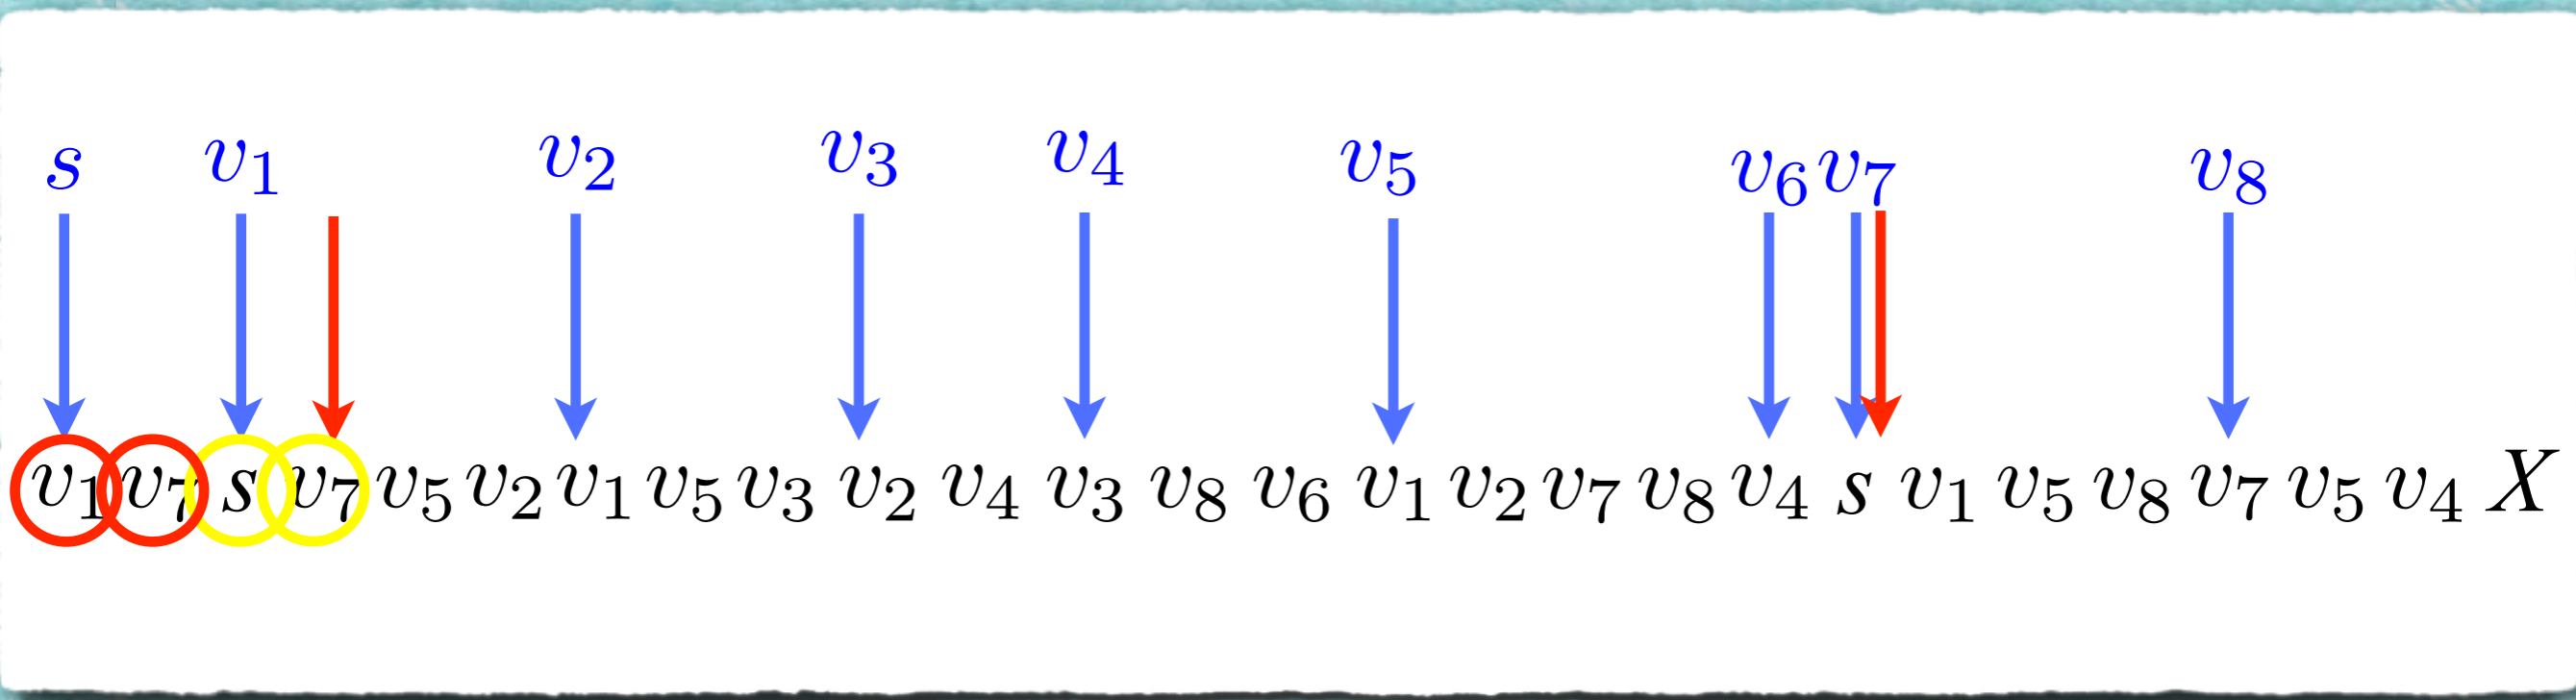 s v₁ v₂ v₃ v₄ v₅ v₆ v₇ v₈
v₁ v₇ s v₇ v₅ v₂ v₁ v₅ v₃ v₂ v₄ v₃ v₈ v₆ v₁ v₂ v₇ v₈ v₄ s v₁ v₅ v₈ v₇ v₅ v₄ X